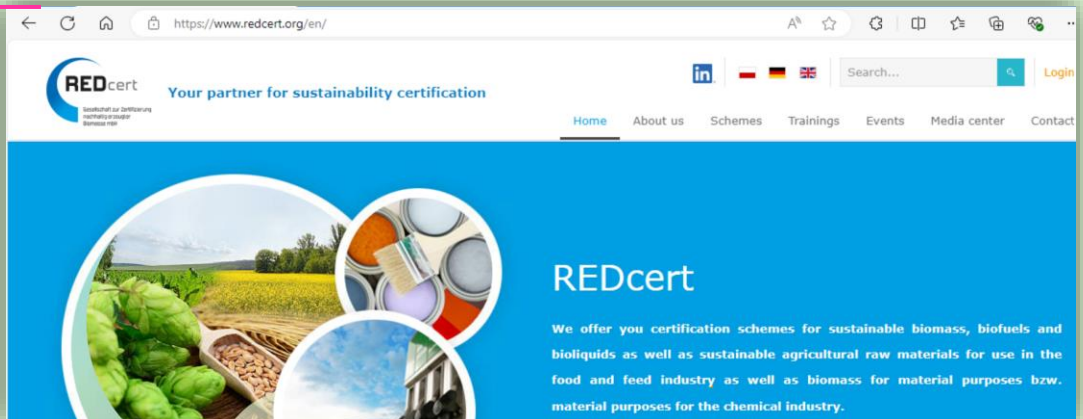 https://www.redcert.org/en/
REDcert
Gesellschaft zur Zertifizierung
nachhaltig erzeugter
Biomasse mbH
Your partner for sustainability certification
in
Search...
Login
Home About us Schemes Trainings Events Media center Contact
REDcert
We offer you certification schemes for sustainable biomass, biofuels and
bioliquids as well as sustainable agricultural raw materials for use in the
food and feed industry as well as biomass for material purposes bzw.
material purposes for the chemical industry.